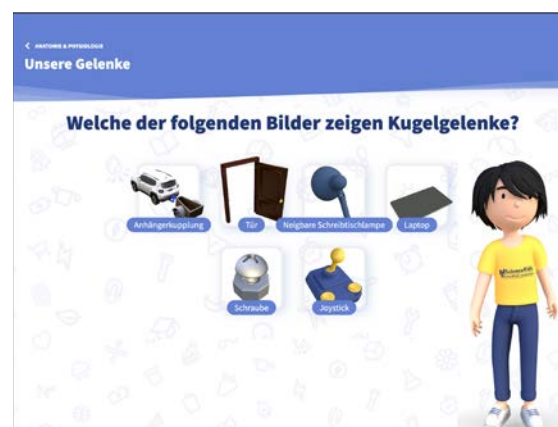 ANATOMIE & PHYSIOLOGIE
Unsere Gelenke
Welche der folgenden Bilder zeigen Kugelgelenke?
Anhängerkupplung
Tür
Neigbare Schreibtischlampe
Laptop
Schraube
Joystick